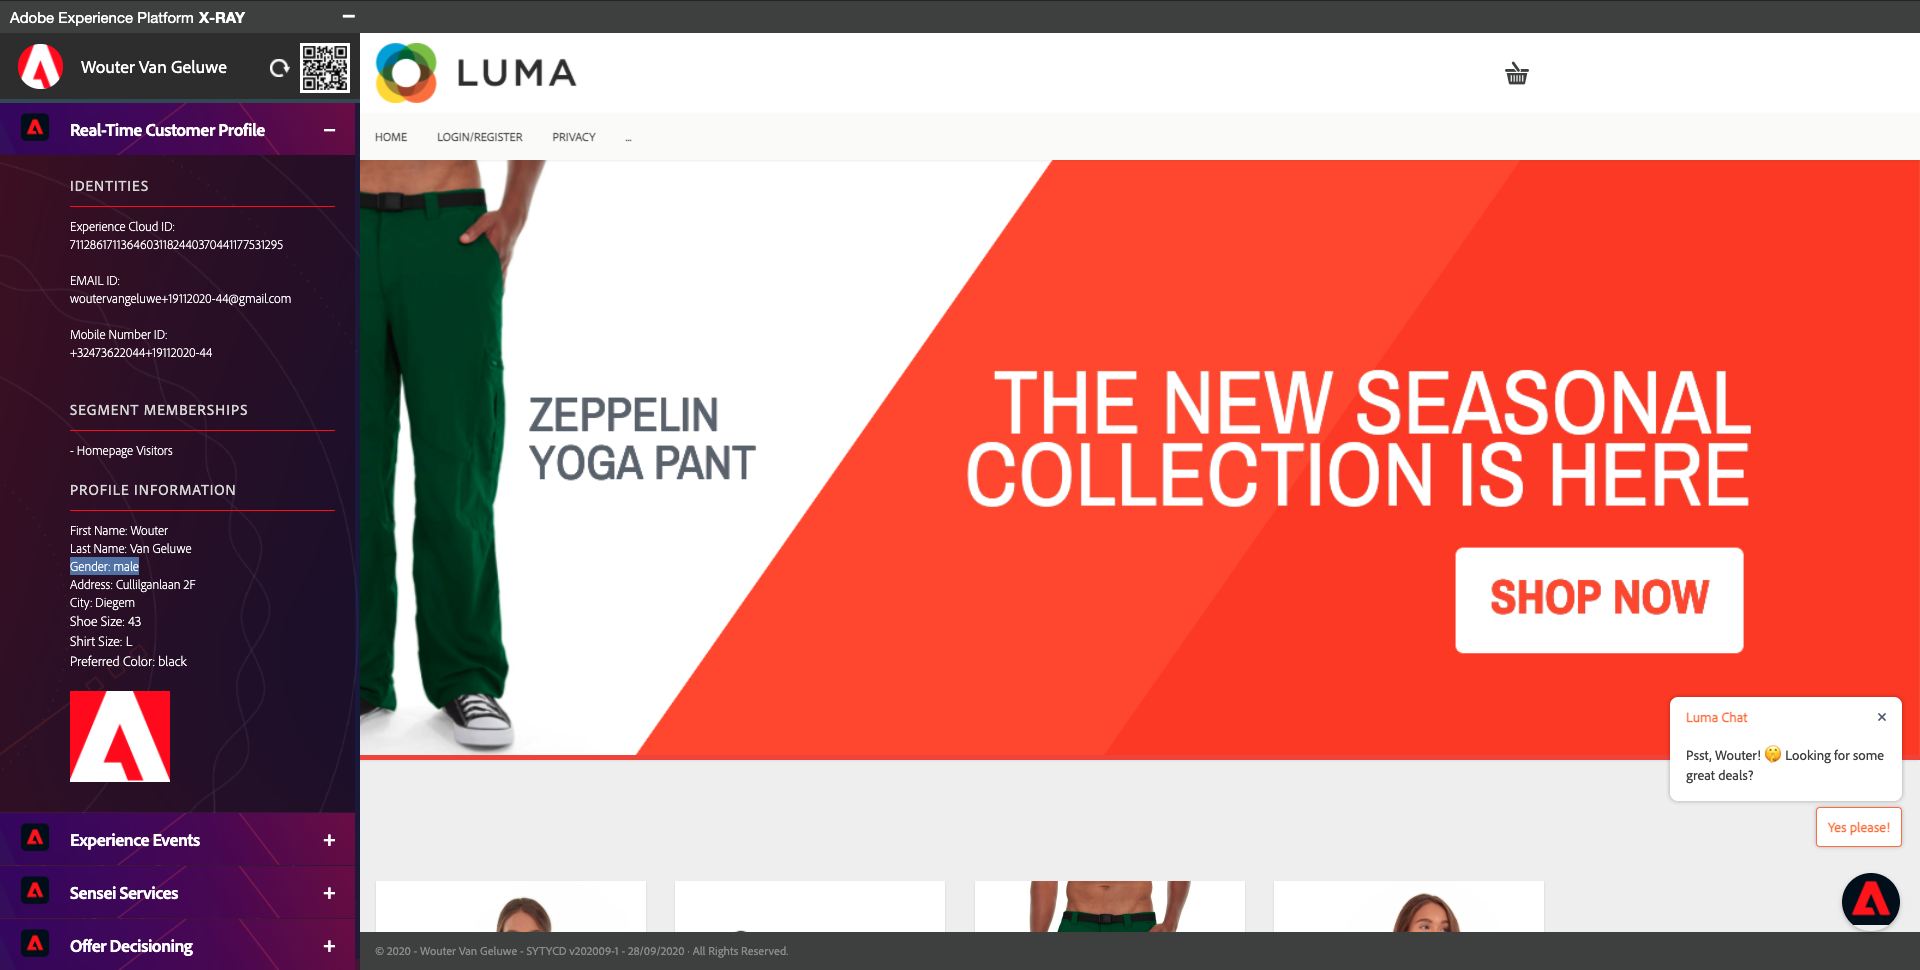 Adobe Experience Platform X-RAY
Wouter Van Geluwe
Real-Time Customer Profile
IDENTITIES
Experience Cloud ID:
71128617113646031182440370441177531295
EMAIL ID:
woutervangeluwe+19112020-44@gmail.com
Mobile Number ID:
+32473622044+19112020-44
SEGMENT MEMBERSHIPS
- Homepage Visitors
PROFILE INFORMATION
First Name: Wouter
Last Name: Van Geluwe
Gender: male
Address: Cullilganlaan 2F
City: Diegem
Shoe Size: 43
Shirt Size: L
Preferred Color: black
Experience Events
Sensei Services
Offer Decisioning
LUMA
HOME
LOGIN/REGISTER
PRIVACY
...
ZEPPELIN
YOGA PANT
THE NEW SEASONAL
COLLECTION IS HERE
SHOP NOW
Luma Chat
Psst, Wouter! 🤫 Looking for some
great deals?
Yes please!
© 2020 - Wouter Van Geluwe - SYTYCD v202009-1 - 28/09/2020 · All Rights Reserved.